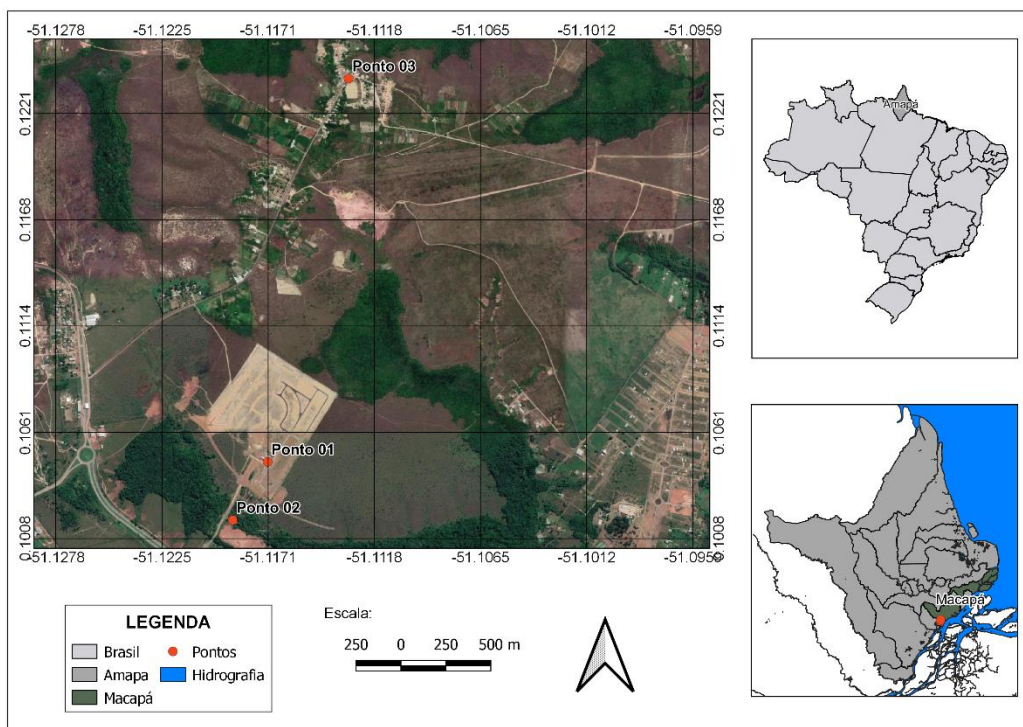 -51.1278 -51.1225 -51.1171 -51.1118 -51.1065 -51.1012 -51.0959
Ponto 03
0.1221 0.1221
0.1168 0.1168
0.1114 0.1114
0.1061 0.1061
Ponto 01
Ponto 02
0.1008 0.1008
-51.1278 -51.1225 -51.1171 -51.1118 -51.1065 -51.1012 -51.0959
Amapá
Macapá
LEGENDA
Brasil
Pontos
Amapa
Hidrografia
Macapá
Escala:
250 0 250 500 m